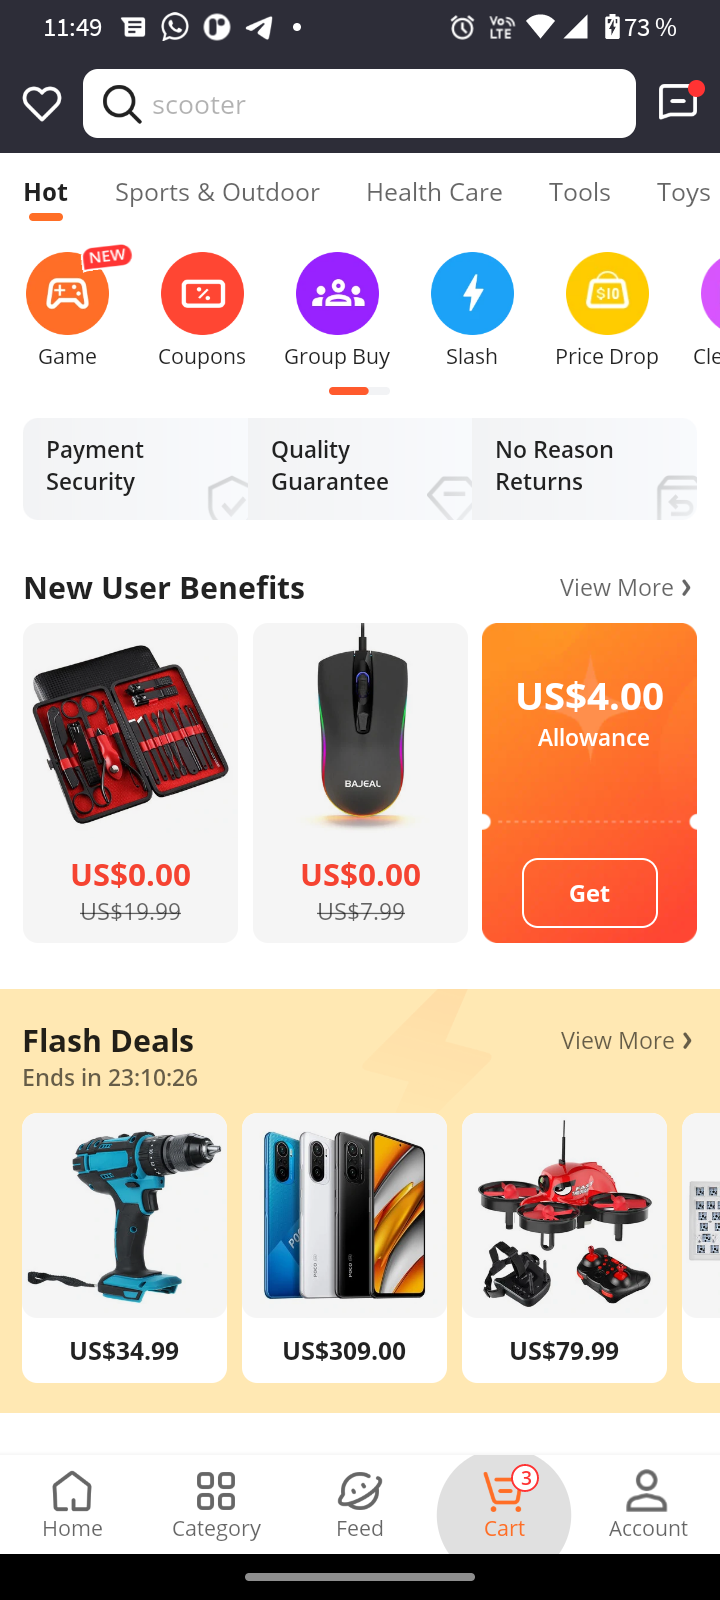 11:49
VoD LTE
73 %
scooter
Hot
Sports & Outdoor
Health Care
Tools
Toys
NEW
Game
Coupons
Group Buy
Slash
$10
Price Drop
Cle
Payment Security
Quality Guarantee
No Reason Returns
New User Benefits
View More
BAJEAL
US$0.00
US$19.99
US$0.00
US$7.99
US$4.00
Allowance
Get
Flash Deals
View More
Ends in 23:10:26
US$34.99
US$309.00
US$79.99
Home
Category
Feed
3
Cart
Account